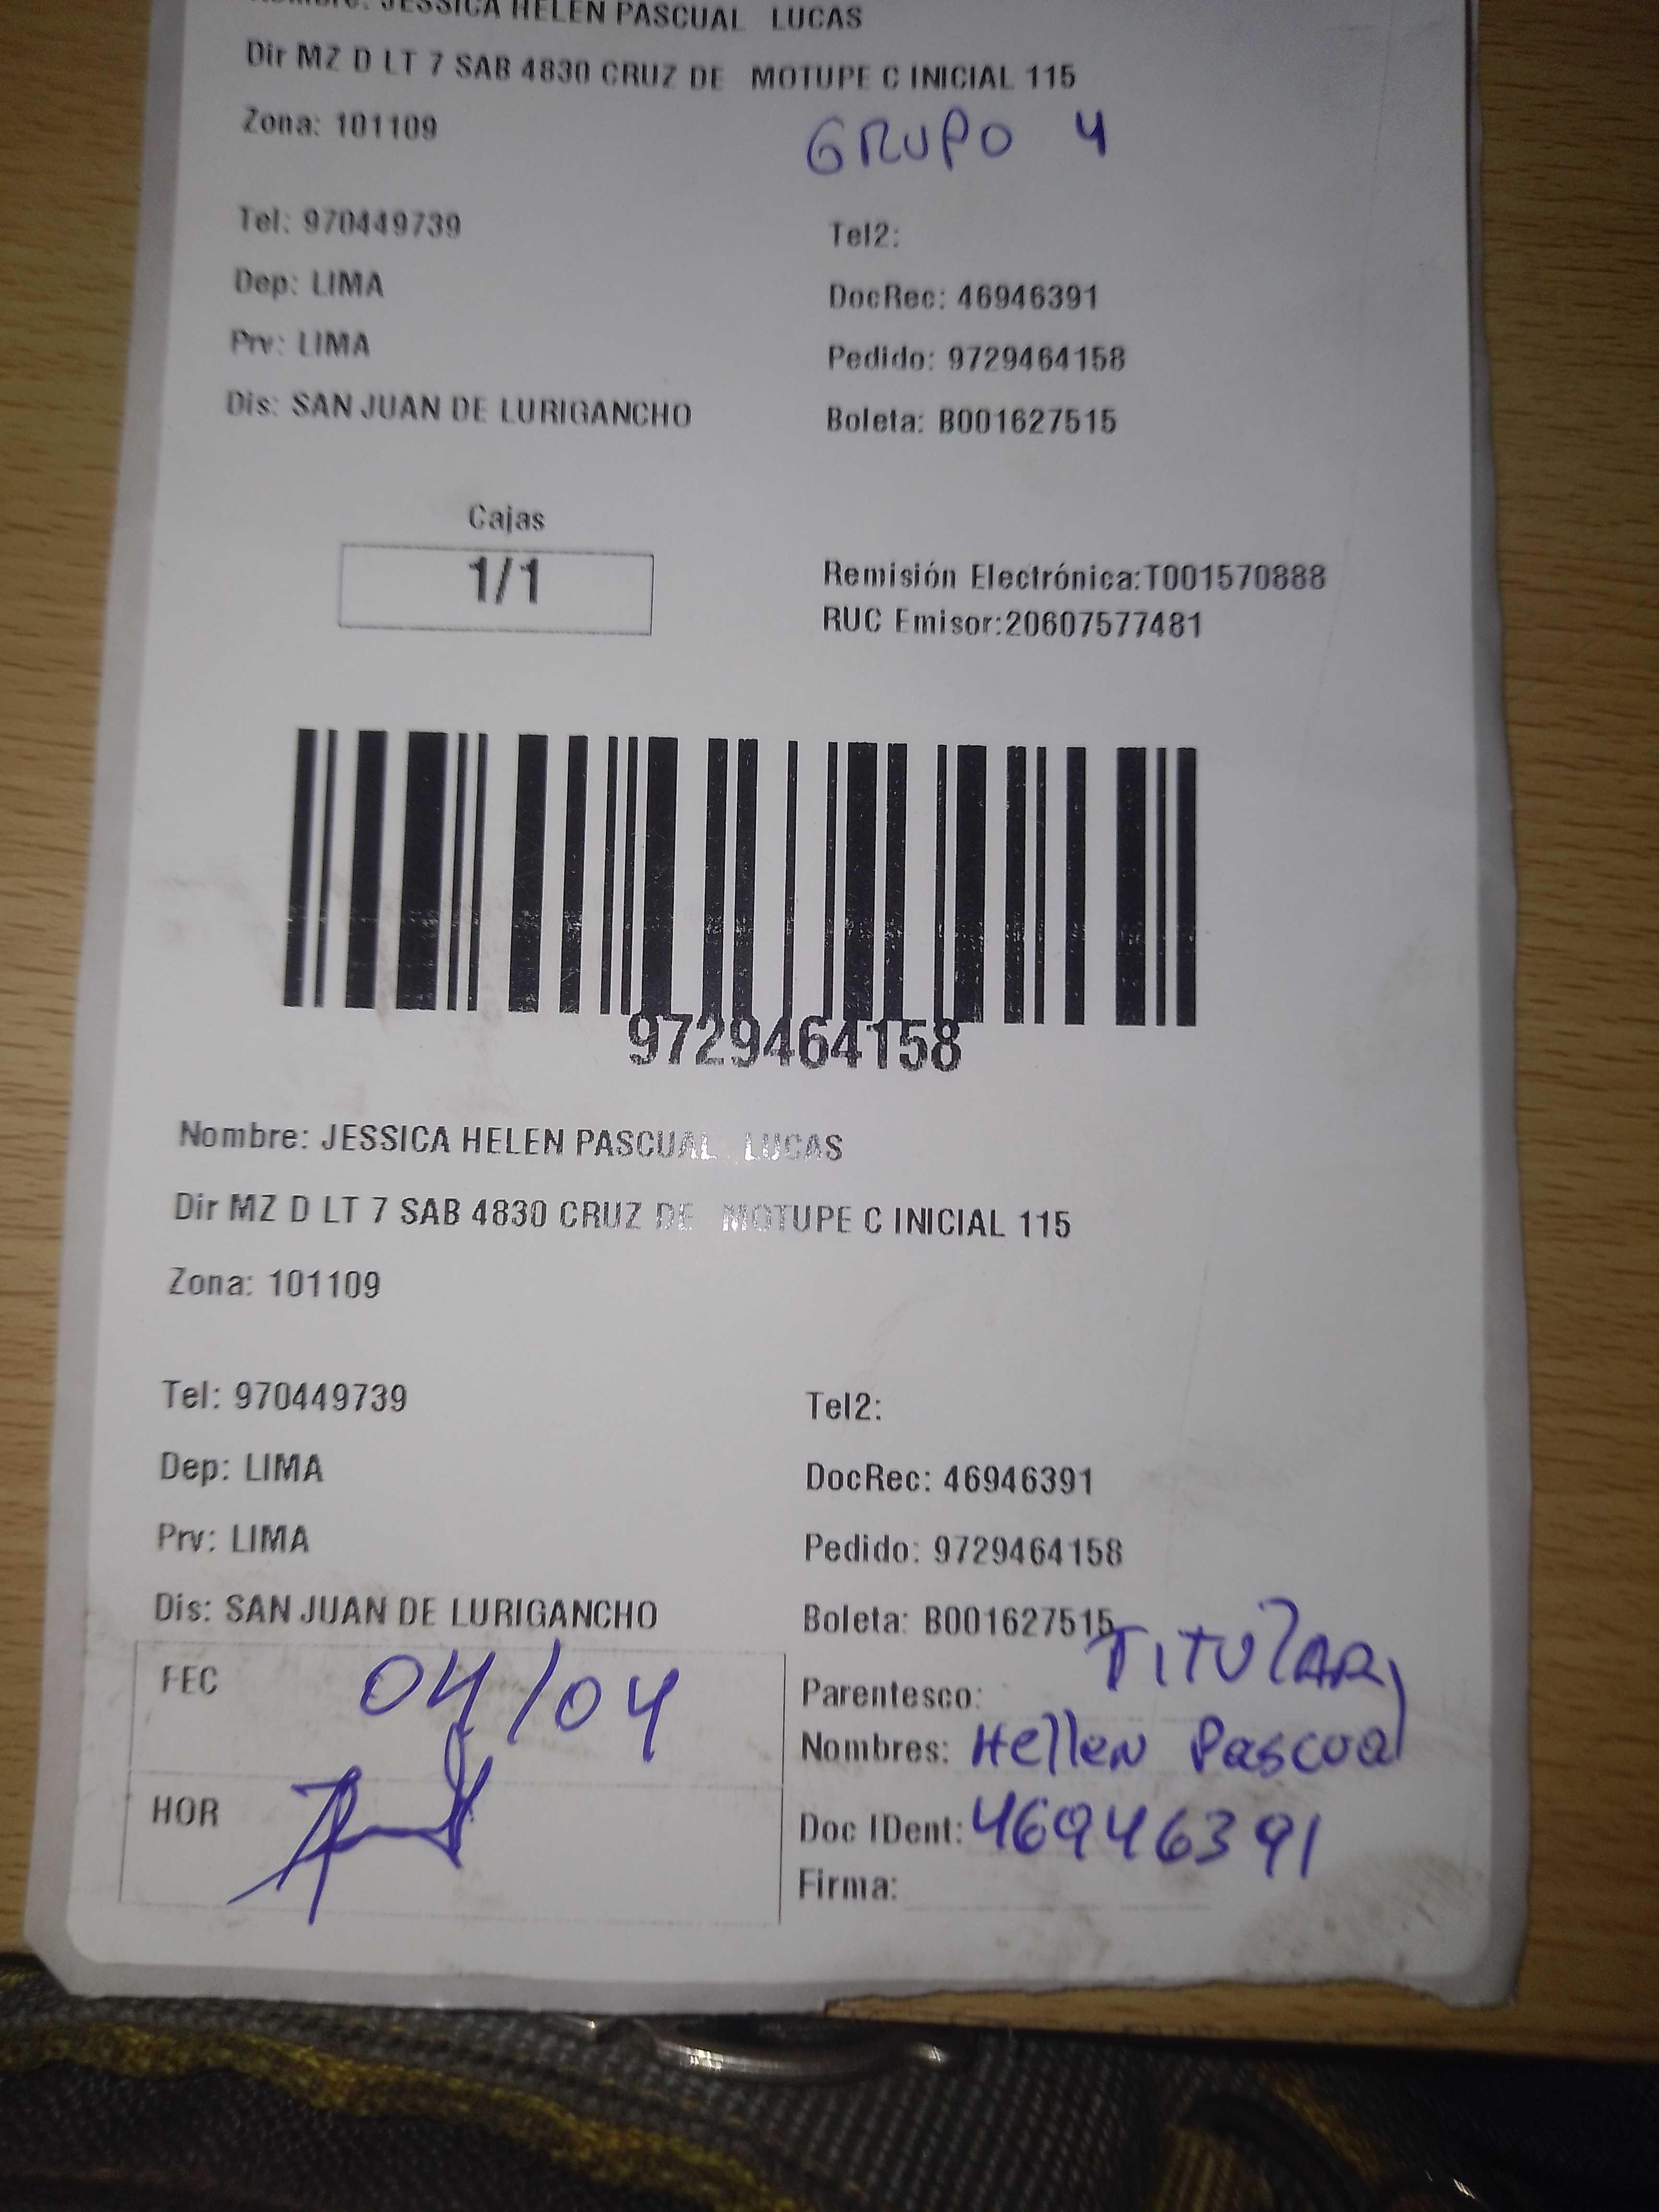 JESSICA HELEN PASCUAL LUCAS
Dir MZ D LT 7 SAB 4830 CRUZ DE MOTUPE C INICIAL 115
Zona: 101109
GRUPO 4
Tel: 970449739
Tel2:
Dep: LIMA
DocRec: 46946391
Prv: LIMA
Pedido: 9729464158
Dis: SAN JUAN DE LURIGANCHO
Boleta: B001627515
Cajas
1/1
Remisión Electrónica:T001570888
RUC Emisor:20607577481
9729464158
Nombre: JESSICA HELEN PASCUAL LUCAS
Dir MZ D LT 7 SAB 4830 CRUZ DE MOTUPE C INICIAL 115
Zona: 101109
Tel: 970449739
Tel2:
Dep: LIMA
DocRec: 46946391
Prv: LIMA
Pedido: 9729464158
Dis: SAN JUAN DE LURIGANCHO
Boleta: B001627515
FEC 04/04
Parentesco: TITULAR
Nombres: Hellen Pascual
HOR
Doc IDent: 46946391
Firma: